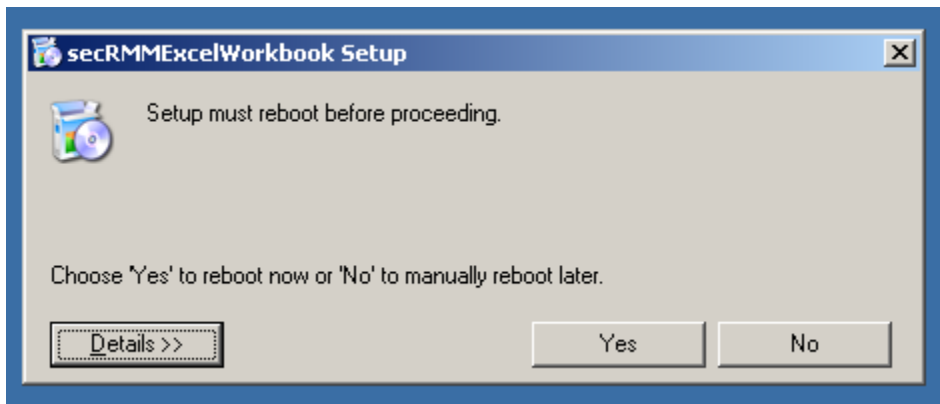 secRMMExcelWorkbook Setup
Setup must reboot before proceeding.
Choose 'Yes' to reboot now or 'No' to manually reboot later.
Details >>
Yes
No